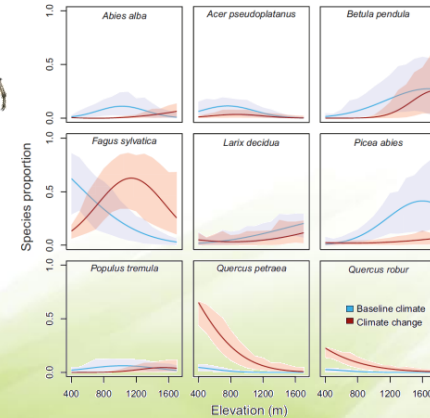 Abies alba
Acer pseudoplatanus
Betula pendula
1.0
0.5
0.0
Fagus sylvatica
Larix decidua
Picea abies
Species proportion
1.0
0.5
0.0
Populus tremula
Quercus petraea
Quercus robur
1.0
0.5
0.0
Baseline climate
Climate change
400 800 1200 1600
400 800 1200 1600
400 800 1200 1600
Elevation (m)